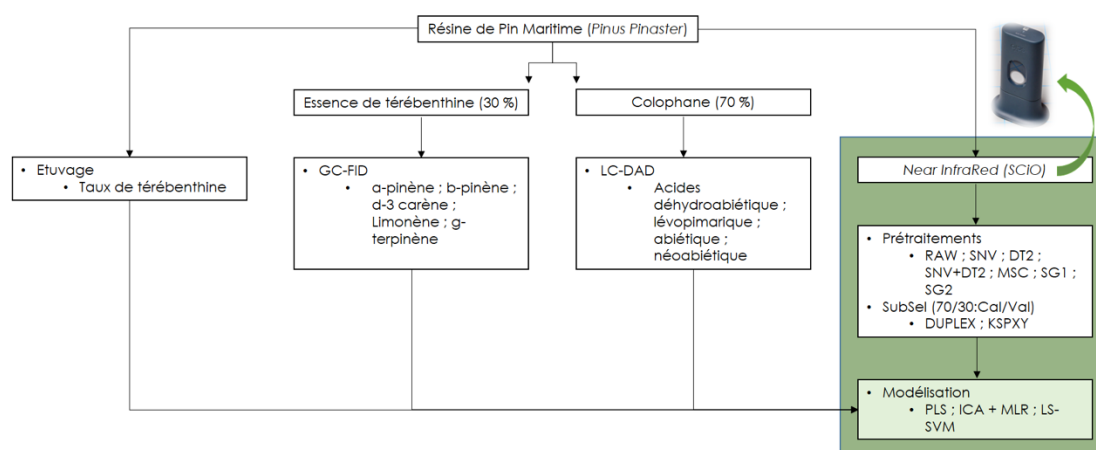 Résine de Pin Maritime (Pinus Pinaster)
Essence de térébenthine (30 %)
Colophane (70 %)
• Etuvage
• Taux de térébenthine
• GC-FID
• a-pinène ; b-pinène ;
d-3 carène ;
Limonène ; g-
terpinène
• LC-DAD
• Acides
déhydroabiétique ;
lévopimarique ;
abiétique ;
néoabiétique
Near InfraRed (SCIO)
• Prétraitements
• RAW ; SNV ; DT2 ;
SNV+DT2 ; MSC ; SG1 ;
SG2
• SubSel (70/30:Cal/Val)
• DUPLEX ; KSPXY
• Modélisation
• PLS ; ICA + MLR ; LS-
SVM